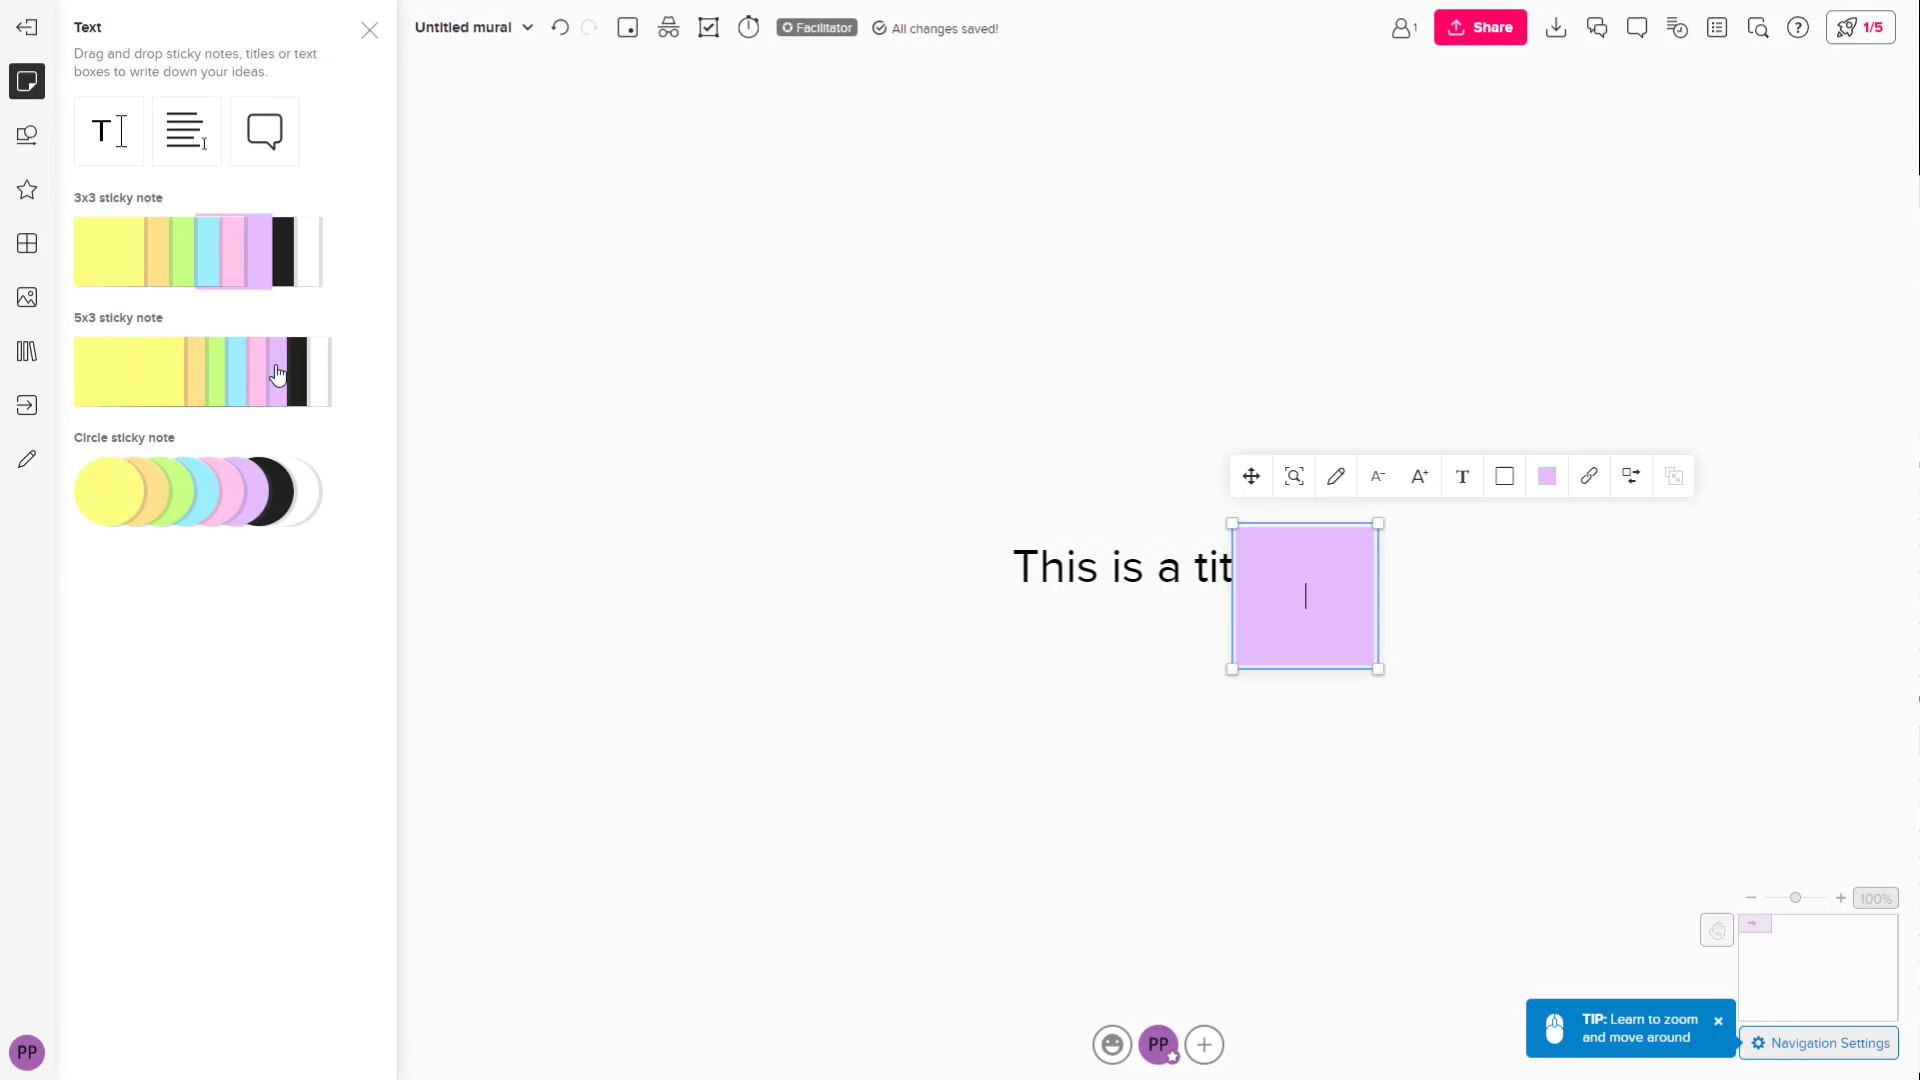 Text
Drag and drop sticky notes, titles or text
boxes to write down your ideas.
3x3 sticky note
5x3 sticky note
Circle sticky note
PP
Untitled mural
Facilitator
All changes saved!
1
Share
1/5
T
A-
A+
T
This is a tit
100%
TIP: Learn to zoom
and move around
Navigation Settings
PP